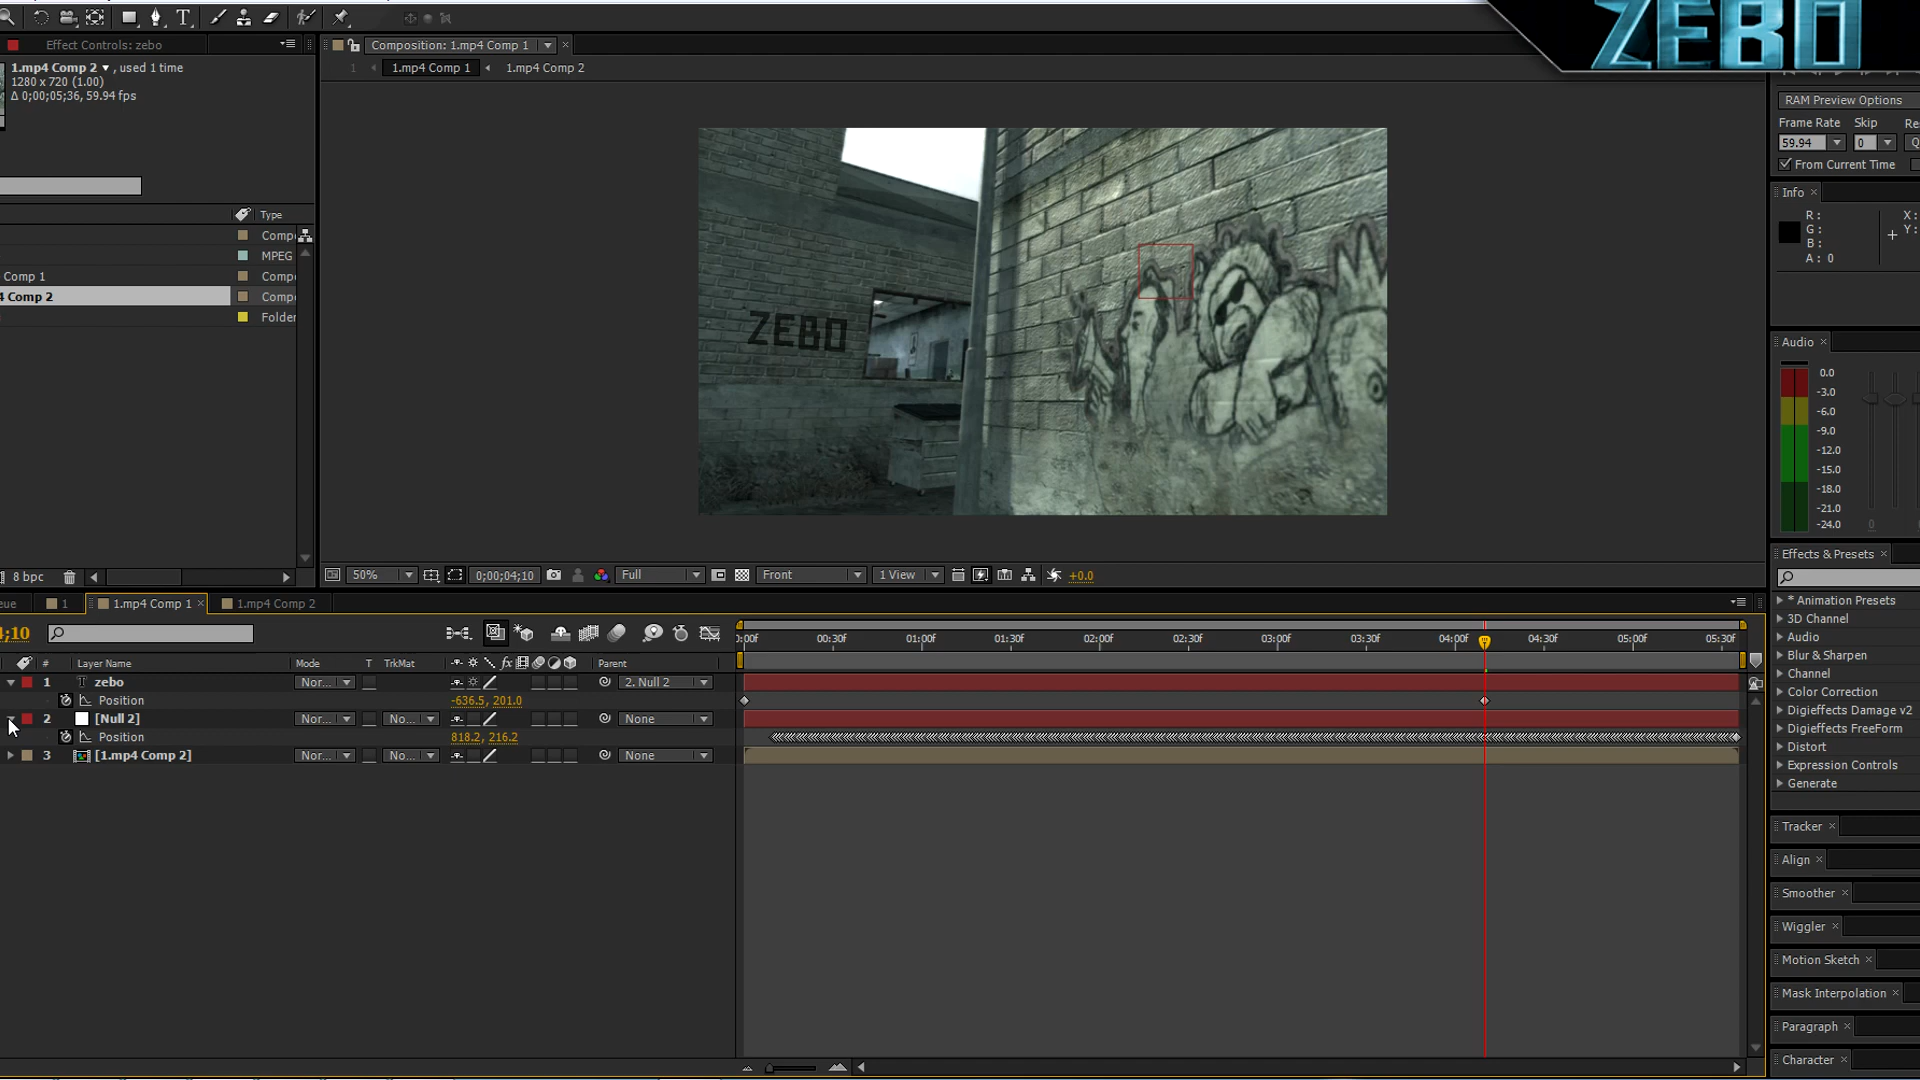 ZEBO
Effect Controls: zebo
Composition: 1.mp4 Comp 1
1.mp4 Comp 2 , used 1 time
1280 x 720 (1.00)
Δ 0;00;05;36, 59.94 fps
1
1.mp4 Comp 1
1.mp4 Comp 2
RAM Preview Options
Frame Rate
Skip
Re
59.94
0
From Current Time
Info
R :
G :
B :
A : 0
X :
Y :
Type
Comp
MPEG
Comp 1
Comp
4 Comp 2
Comp
Folder
ZEBO
Audio
0.0
-3.0
-6.0
-9.0
-12.0
-15.0
-18.0
-21.0
-24.0
0
8 bpc
50%
0;00;04;10
Full
Front
1 View
+0.0
Effects & Presets
* Animation Presets
3D Channel
Audio
Blur & Sharpen
Channel
Color Correction
Digieffects Damage v2
Digieffects FreeForm
Distort
Expression Controls
Generate
eue
1
1.mp4 Comp 1
1.mp4 Comp 2
4;10
:00f
00:30f
01:00f
01:30f
02:00f
02:30f
03:00f
03:30f
04:00f
04:30f
05:00f
05:30f
#
Layer Name
Mode
T
TrkMat
fx
Parent
1
T
zebo
Nor...
2. Null 2
Position
-636.5, 201.0
2
[Null 2]
Nor...
No...
None
Position
818.2, 216.2
3
[1.mp4 Comp 2]
Nor...
No...
None
Tracker
Align
Smoother
Wiggler
Motion Sketch
Mask Interpolation
Paragraph
Character